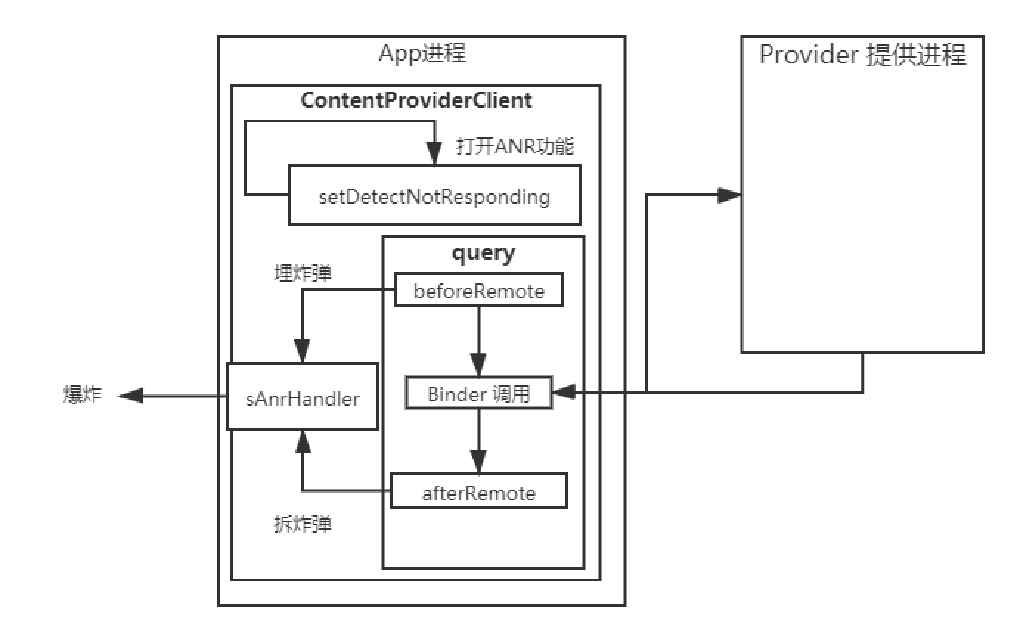 App进程
Provider 提供进程
ContentProviderClient
打开ANR功能
setDetectNotResponding
query
埋炸弹
beforeRemote
爆炸
sAnrHandler
Binder 调用
afterRemote
拆炸弹